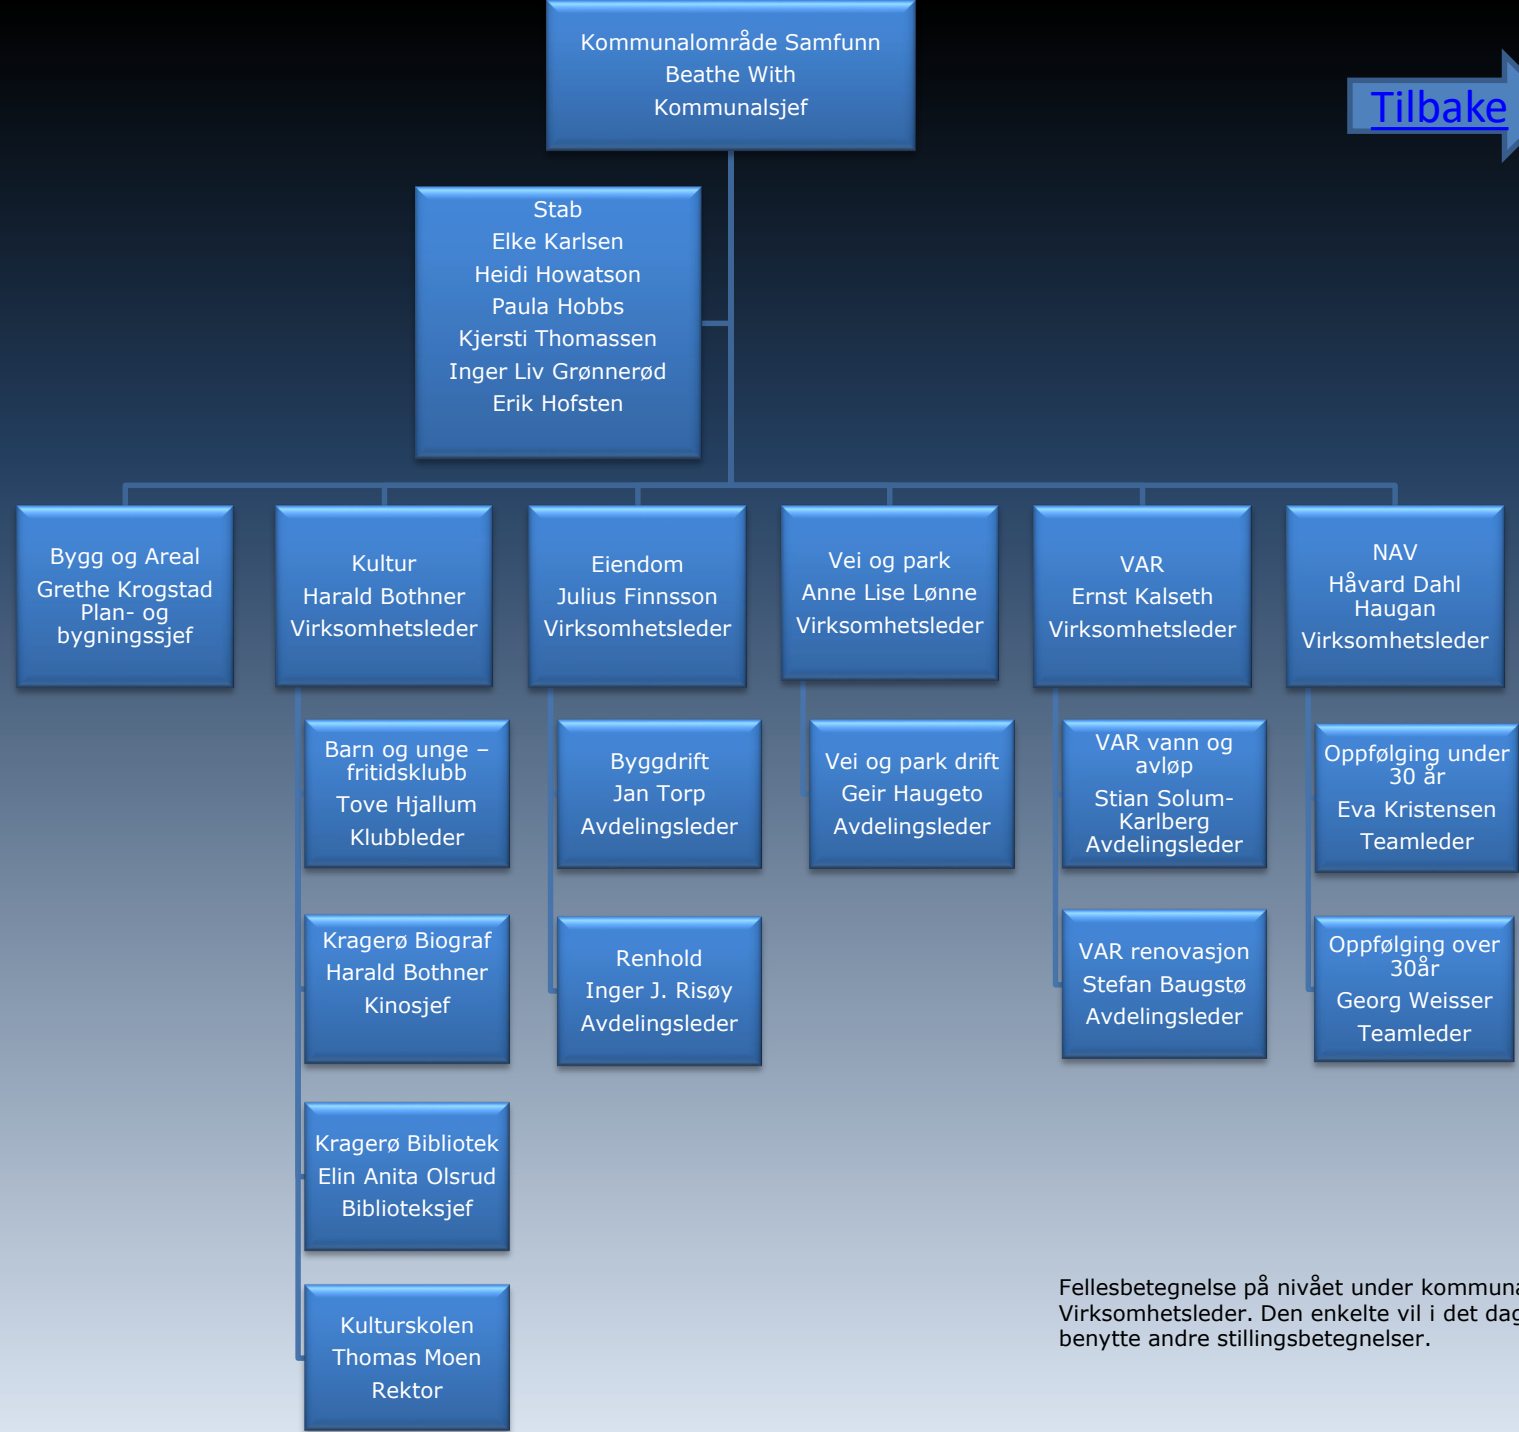 Kommunalområde Samfunn
Beathe With
Kommunalsjef
Tilbake
Stab
Elke Karlsen
Heidi Howatson
Paula Hobbs
Kjersti Thomassen
Inger Liv Grønnerød
Erik Hofsten
Bygg og Areal
Grethe Krogstad
Plan- og
bygningssjef
Kultur
Harald Bothner
Virksomhetsleder
Eiendom
Julius Finnsson
Virksomhetsleder
Vei og park
Anne Lise Lønne
Virksomhetsleder
VAR
Ernst Kalseth
Virksomhetsleder
NAV
Håvard Dahl
Haugan
Virksomhetsleder
Barn og unge –
fritidsklubb
Tove Hjallum
Klubbleder
Byggdrift
Jan Torp
Avdelingsleder
Vei og park drift
Geir Haugeto
Avdelingsleder
VAR vann og
avløp
Stian Solum-
Karlberg
Avdelingsleder
Oppfølging under
30 år
Eva Kristensen
Teamleder
Kragerø Biograf
Harald Bothner
Kinosjef
Renhold
Inger J. Risøy
Avdelingsleder
VAR renovasjon
Stefan Baugstø
Avdelingsleder
Oppfølging over
30år
Georg Weisser
Teamleder
Kragerø Bibliotek
Elin Anita Olsrud
Biblioteksjef
Kulturskolen
Thomas Moen
Rektor
Fellesbetegnelse på nivået under
Virksomhetsleder. Den enkelte vil i det
benytte andre stillingsbetegnelser.